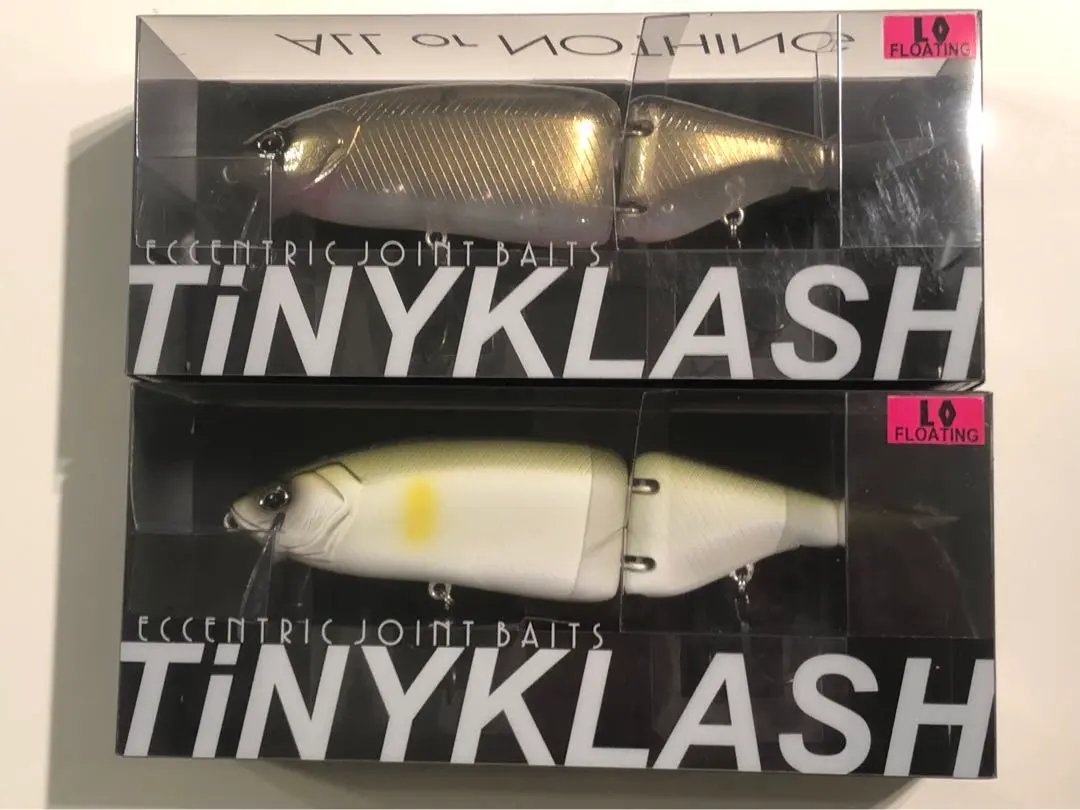 ALL or NOTHING
LO
FLOATING
ECCENTRIC JOINT BAITS
TiNYKLASH
LO
FLOATING
ECCENTRIC JOINT BAITS
TiNYKLASH